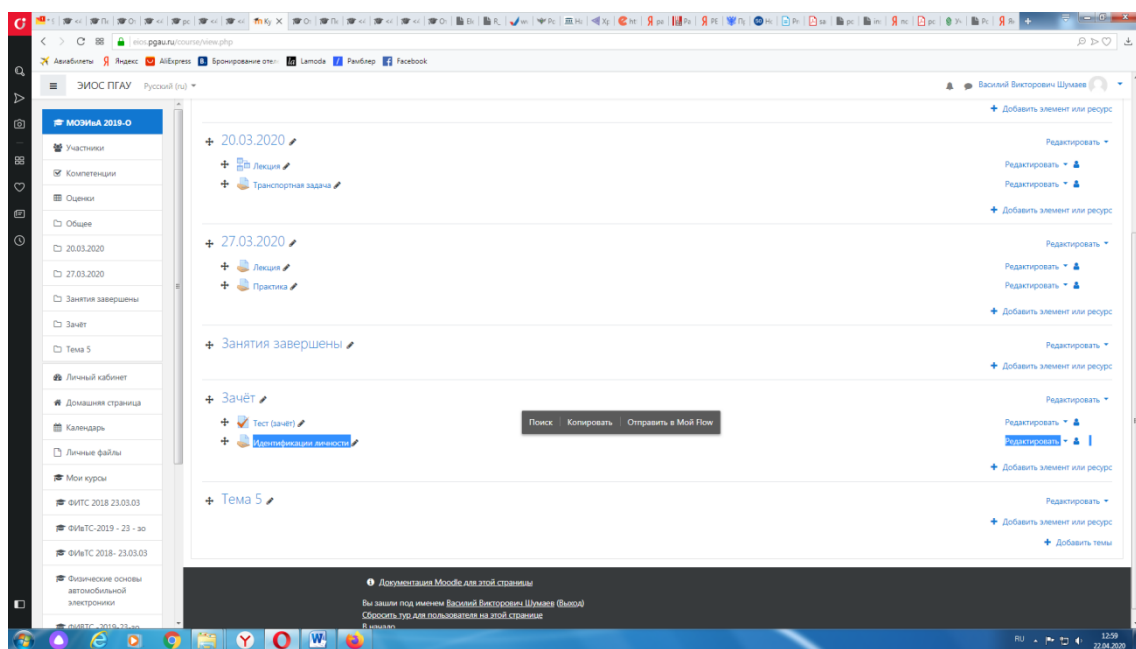 eios.pgau.ru/course/view.php
Авиабилеты Яндекс AliExpress Бронирование отел Lamoda Рамблер Facebook
ЭИОС ПГАУ Русский (ru)
Василий Викторович Шумаев
Добавить элемент или ресурс
МОЭИвА 2019-О
Участники
Компетенции
Оценки
Общее
20.03.2020
27.03.2020
Занятия завершены
Зачёт
Тема 5
Личный кабинет
Домашняя страница
Календарь
Личные файлы
Мои курсы
ФИТС 2018 23.03.03
ФИвТС-2019 - 23 - зо
ФИвТС 2018- 23.03.03
Физические основы
автомобильной
электроники
20.03.2020 Редактировать
Лекция Редактировать
Транспортная задача Редактировать
Добавить элемент или ресурс
27.03.2020 Редактировать
Лекция Редактировать
Практика Редактировать
Добавить элемент или ресурс
Занятия завершены Редактировать
Добавить элемент или ресурс
Зачёт Редактировать
Поиск Копировать Отправить в Мой Flow
Тест (зачёт) Редактировать
Идентификации личности Редактировать
Добавить элемент или ресурс
Тема 5 Редактировать
Добавить элемент или ресурс
Добавить темы
Документация Moodle для этой страницы
Вы зашли под именем Василий Викторович Шумаев (Выход)
Сбросить тур для пользователя на этой странице
В начало
RU
12:59
22.04.2020